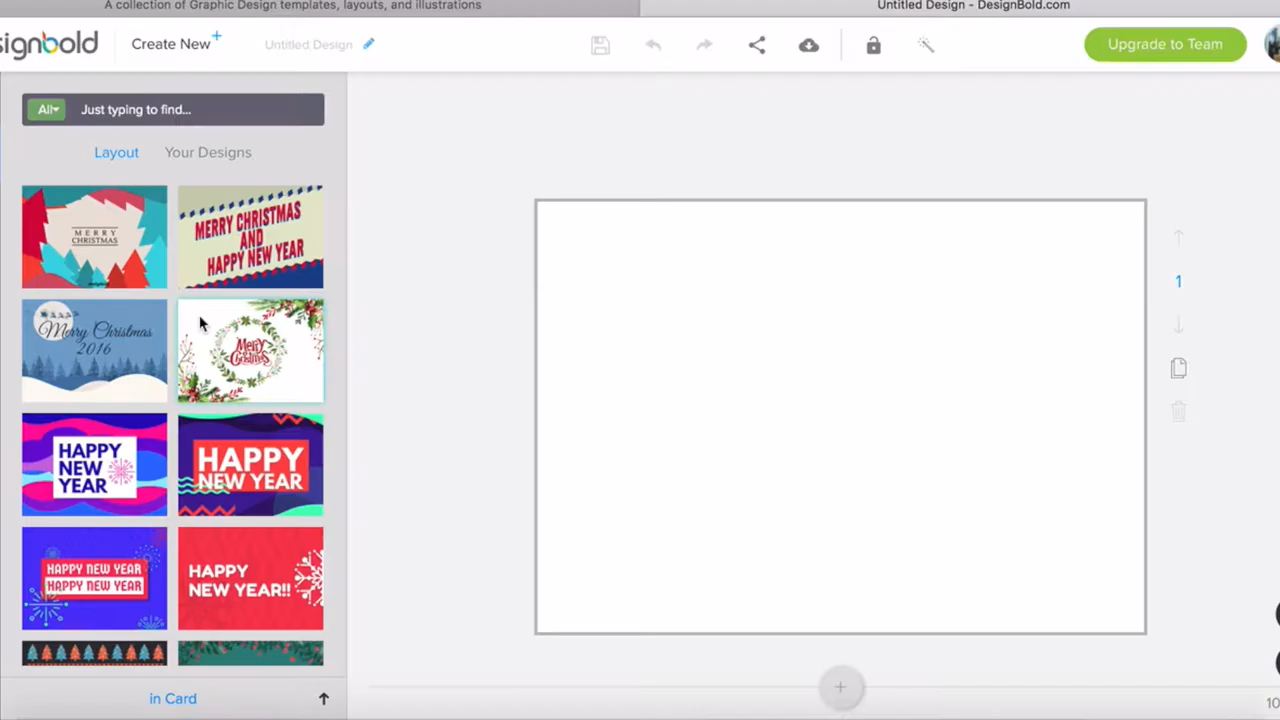 A collection of Graphic Design templates, layouts, and illustrations
Untitled Design - DesignBold.com
signbold
Create New
Untitled Design
Upgrade to Team
All
Just typing to find...
Layout
Your Designs
MERRY
CHRISTMAS
MERRY CHRISTMAS
AND
HAPPY NEW YEAR
Merry Christmas
2016
Merry
Christmas
HAPPY
NEW
YEAR
HAPPY
NEW YEAR
HAPPY NEW YEAR
HAPPY NEW YEAR
HAPPY
NEW YEAR!!
1
in Card
10